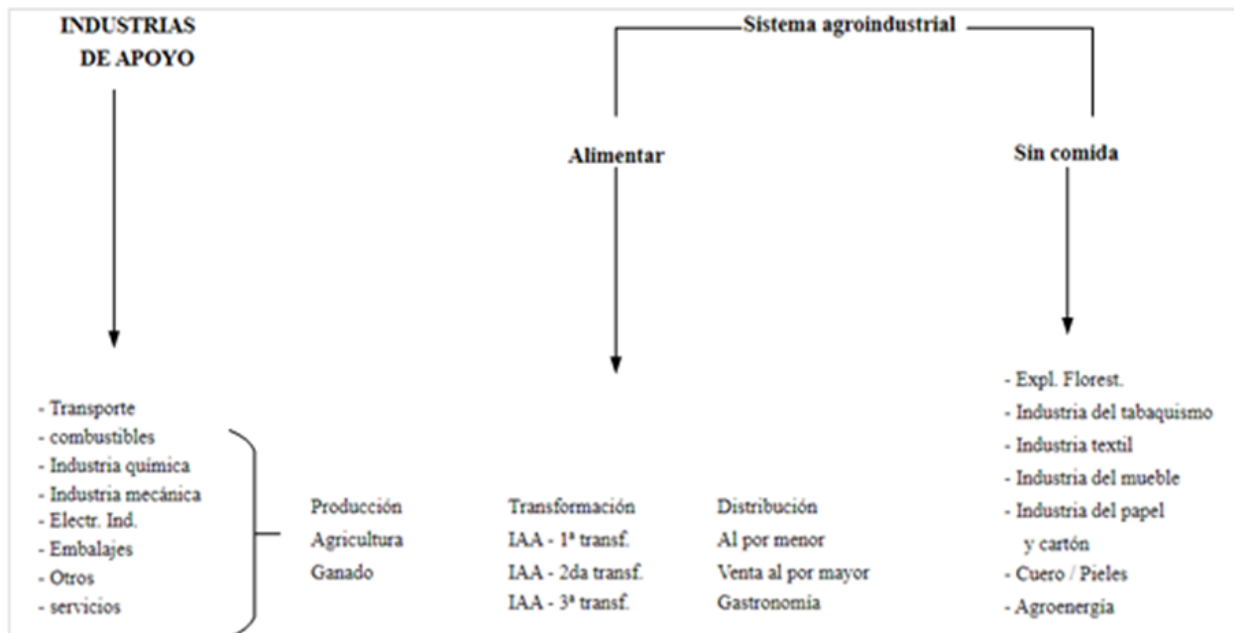 INDUSTRIAS
DE APOYO
Sistema agroindustrial
Alimentar
Sin comida
- Transporte
- combustibles
- Industria química
- Industria mecánica
- Electr. Ind.
- Embalajes
- Otros
- servicios
Producción
Agricultura
Ganado
Transformación
IAA - 1ª transf.
IAA - 2da transf.
IAA - 3ª transf.
Distribución
Al por menor
Venta al por mayor
Gastronomía
- Expl. Florest.
- Industria del tabaquismo
- Industria textil
- Industria del mueble
- Industria del papel
y cartón
- Cuero / Pieles
- Agroenergía